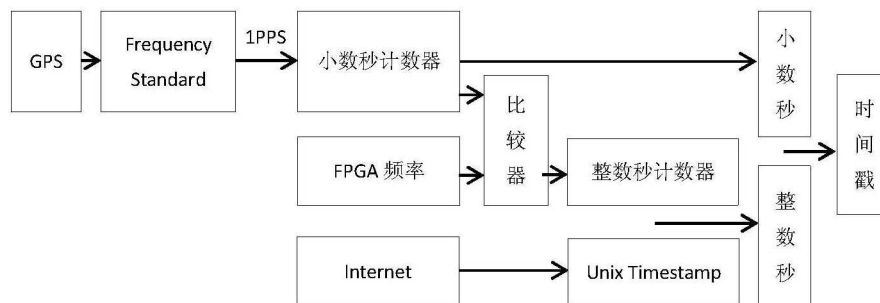 GPS
Frequency
Standard
1PPS
小数秒计数器
小数秒
比较器
时间戳
FPGA 频率
整数秒计数器
整数秒
Internet
Unix Timestamp